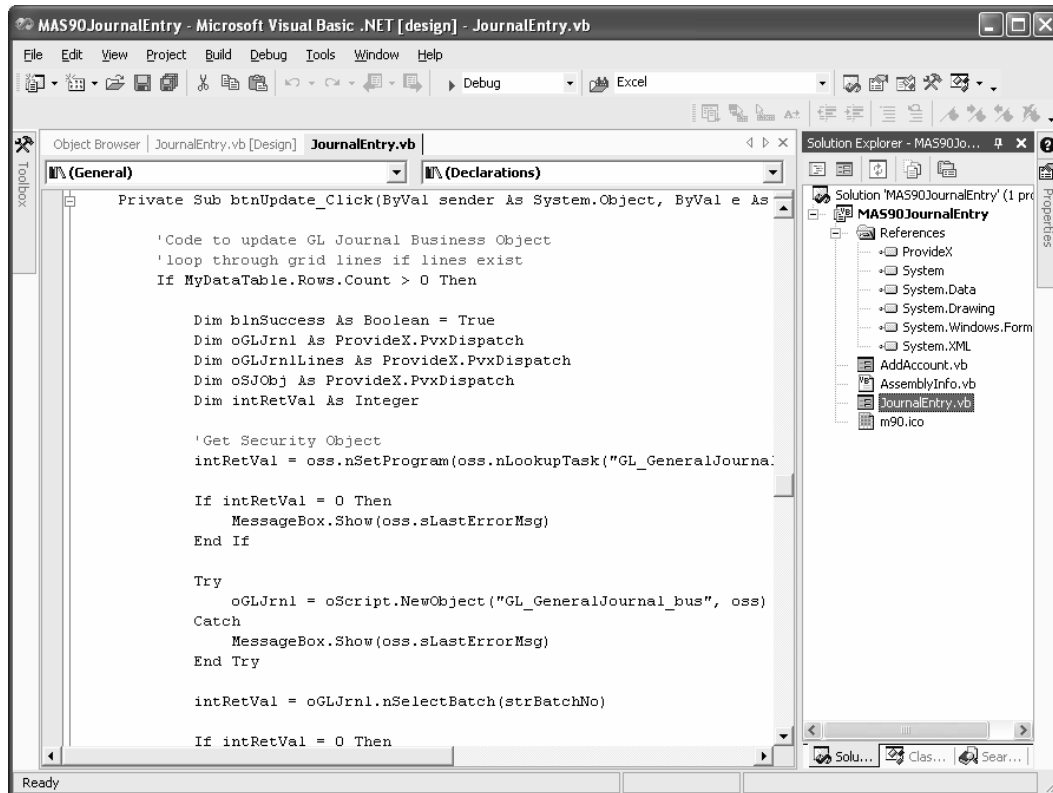 MAS90JournalEntry - Microsoft Visual Basic .NET [design] - JournalEntry.vb
File Edit View Project Build Debug Tools Window Help
Debug Excel
Object Browser JournalEntry.vb [Design] JournalEntry.vb
(General) (Declarations)
Toolbox
Private Sub btnUpdate_Click(ByVal sender As System.Object, ByVal e As
'Code to update GL Journal Business Object
'loop through grid lines if lines exist
If MyDataTable.Rows.Count > 0 Then
Dim blnSuccess As Boolean = True
Dim oGLJrnl As ProvideX.PvxDispatch
Dim oGLJrnlLines As ProvideX.PvxDispatch
Dim oSJObj As ProvideX.PvxDispatch
Dim intRetVal As Integer
'Get Security Object
intRetVal = oss.nSetProgram(oss.nLookupTask("GL_GeneralJournal
If intRetVal = 0 Then
MessageBox.Show(oss.sLastErrorMsg)
End If
Try
oGLJrnl = oScript.NewObject("GL_GeneralJournal_bus", oss)
Catch
MessageBox.Show(oss.sLastErrorMsg)
End Try
intRetVal = oGLJrnl.nSelectBatch(strBatchNo)
If intRetVal = 0 Then
Solution Explorer - MAS90Jo...
Solution 'MAS90JournalEntry' (1 pro
MAS90JournalEntry
References
ProvideX
System
System.Data
System.Drawing
System.Windows.Form
System.XML
AddAccount.vb
AssemblyInfo.vb
JournalEntry.vb
m90.ico
Properties
Solu... Clas... Sear...
Ready